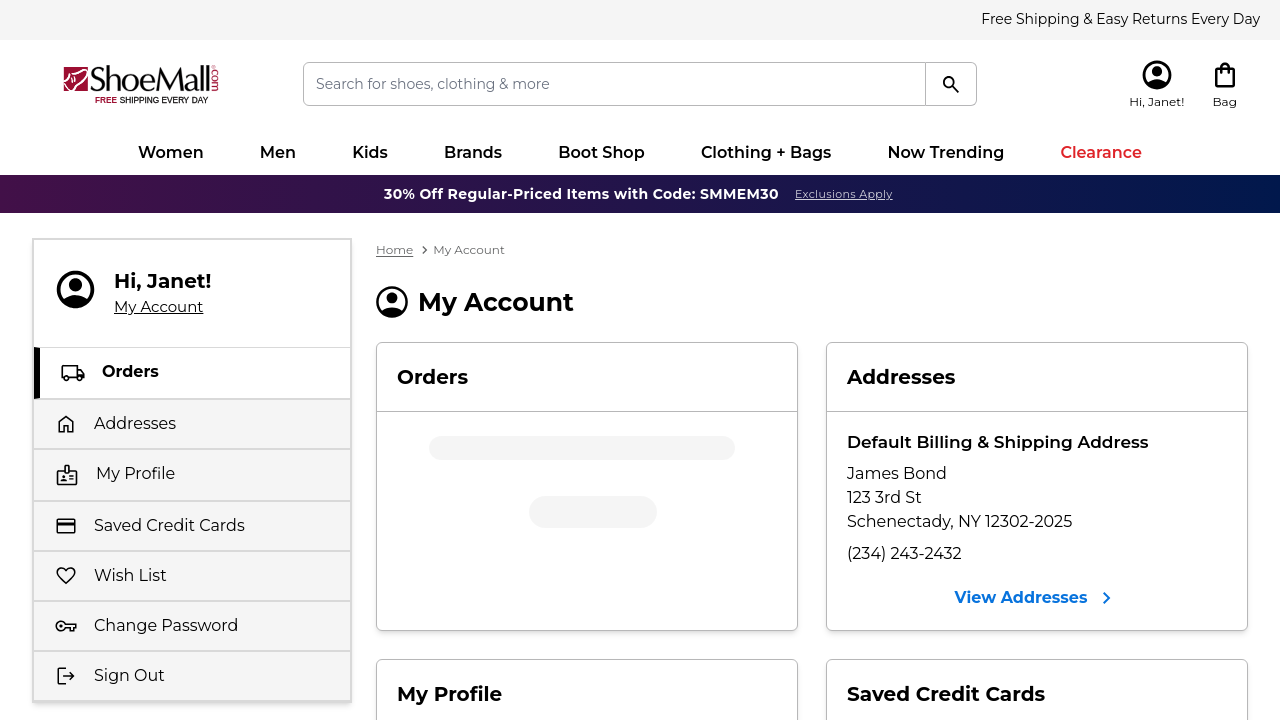 Free Shipping & Easy Returns Every Day
ShoeMall.com
FREE SHIPPING EVERY DAY
Search for shoes, clothing & more
Hi, Janet!
Bag
Women
Men
Kids
Brands
Boot Shop
Clothing + Bags
Now Trending
Clearance
30% Off Regular-Priced Items with Code: SMMEM30
Exclusions Apply
Hi, Janet!
My Account
Orders
Addresses
My Profile
Saved Credit Cards
Wish List
Change Password
Sign Out
Home > My Account
My Account
Orders
Addresses
Default Billing & Shipping Address
James Bond
123 3rd St
Schenectady, NY 12302-2025
(234) 243-2432
View Addresses
My Profile
Saved Credit Cards